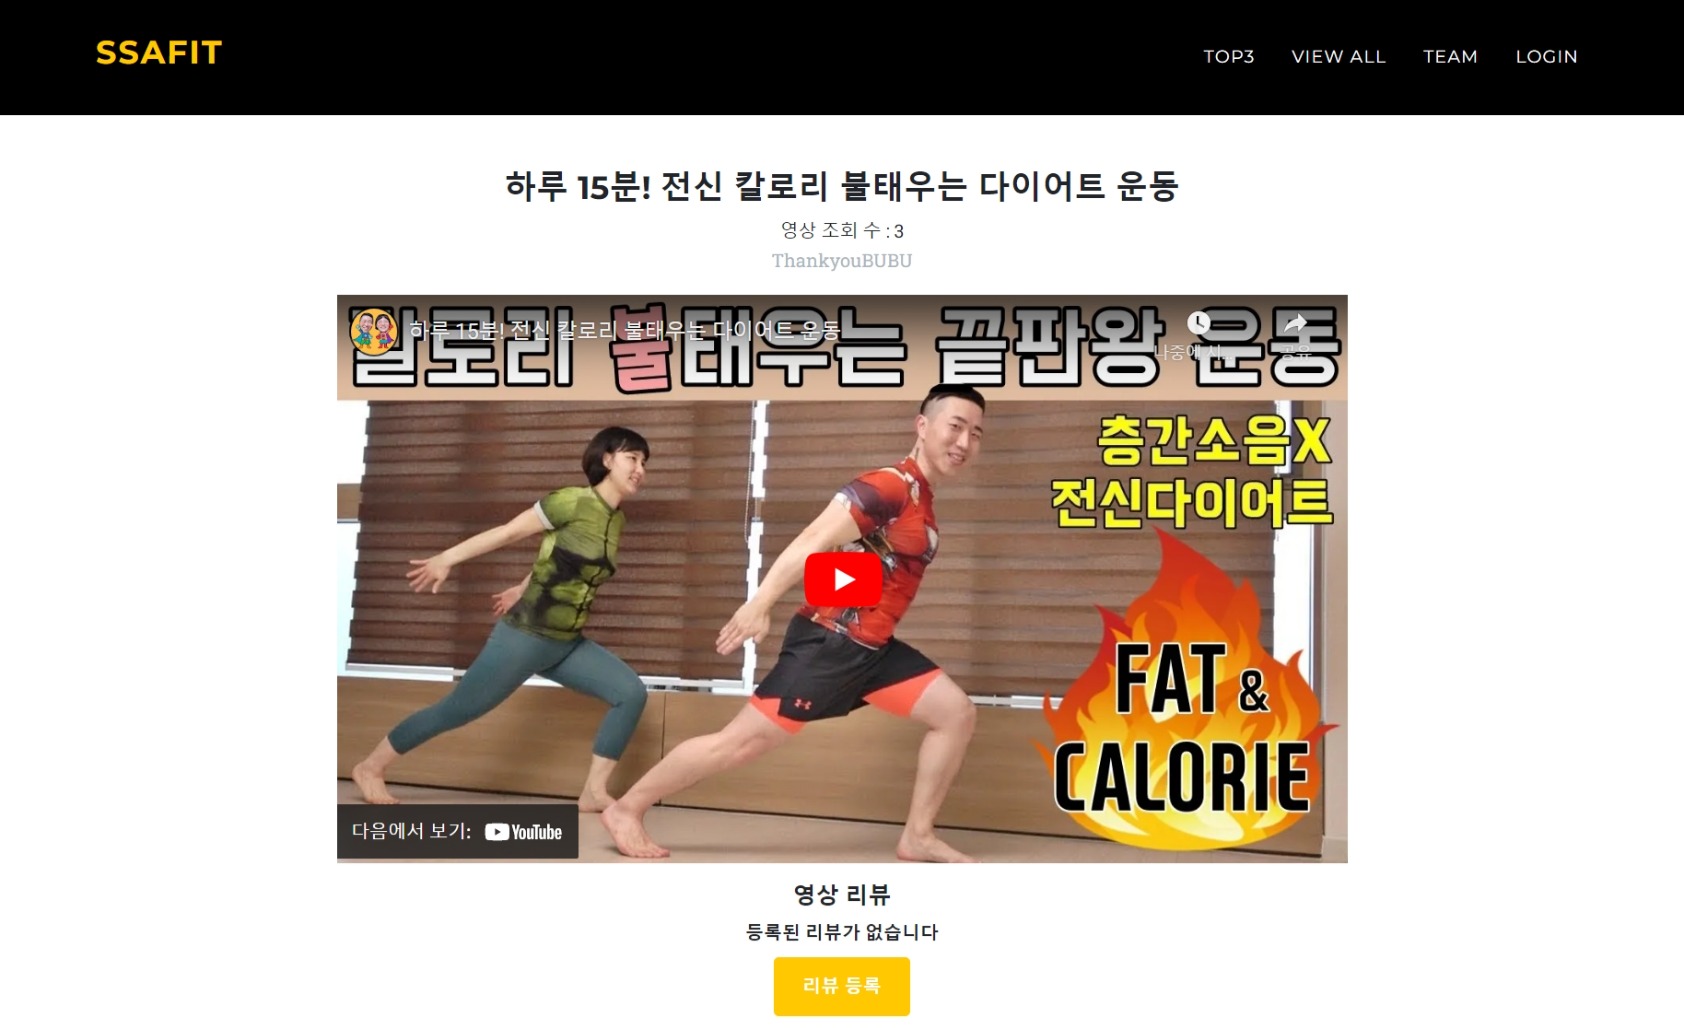 SSAFIT
TOP3 VIEW ALL TEAM LOGIN
하루 15분! 전신 칼로리 불태우는 다이어트 운동
영상 조회 수 : 3
ThankyouBUBU
칼로리 불태우는 끝판왕 운동
하루 15분! 전신 칼로리 불태우는 다이어트 운동
나중에 시...
공유
층간소음X
전신다이어트
FAT &
CALORIE
다음에서 보기: YouTube
영상 리뷰
등록된 리뷰가 없습니다
리뷰 등록